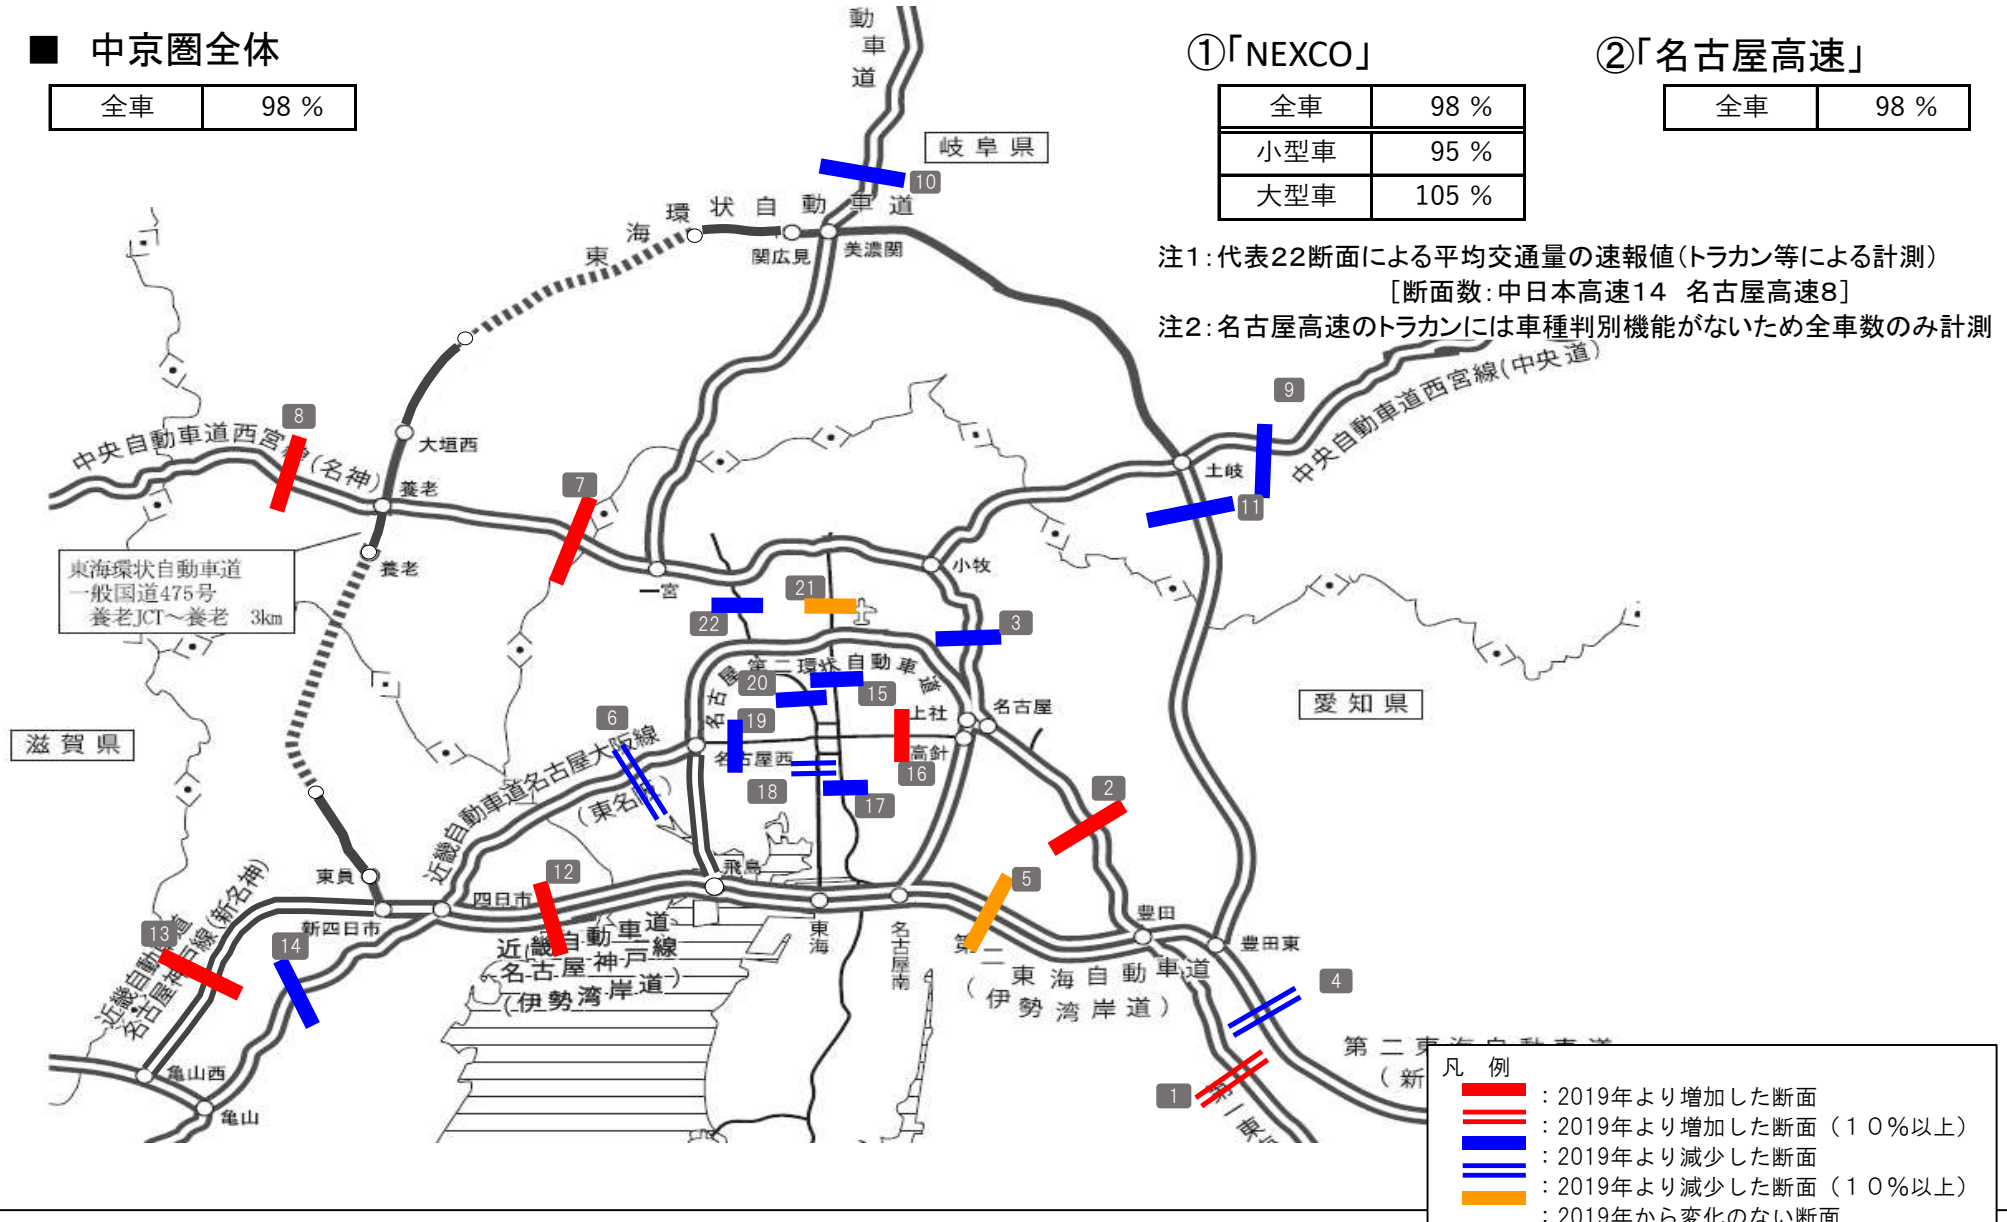 ■ 中京圏全体
全車 98 %
①「NEXCO」
全車 98 %
小型車 95 %
大型車 105 %
②「名古屋高速」
全車 98 %
注1：代表22断面による平均交通量の速報値（トラカン等による計測）
［断面数：中日本高速14 名古屋高速8］
注2：名古屋高速のトラカンには車種判別機能がないため全車数のみ計測
動車道
岐阜県
10
東海環状自動車道
関広見
美濃関
9
中央自動車道西宮線(中央道)
8
中央自動車道西宮線(名神)
大垣西
養老
7
土岐
11
東海環状自動車道
一般国道475号
養老JCT～養老 3km
養老
一宮
小牧
21
22
3
名古屋第二環状自動車道
20
15
19
上社
名古屋
愛知県
滋賀県
6
近畿自動車道名古屋大阪線
(東名阪)
名古屋西
高針
16
18
17
2
飛島
12
5
東員
四日市
新四日市
豊田
豊田東
東海
名古屋南
13
14
近畿自動車道
名古屋神戸線(新名神)
近畿自動車道
名古屋神戸線
(伊勢湾岸道)
第二東海自動車道
(伊勢湾岸道)
4
第二東海自動車道
(新
1
第一東
亀山西
亀山
凡 例
：2019年より増加した断面
：2019年より増加した断面（１０％以上）
：2019年より減少した断面
：2019年より減少した断面（１０％以上）
：2019年から変化のない断面